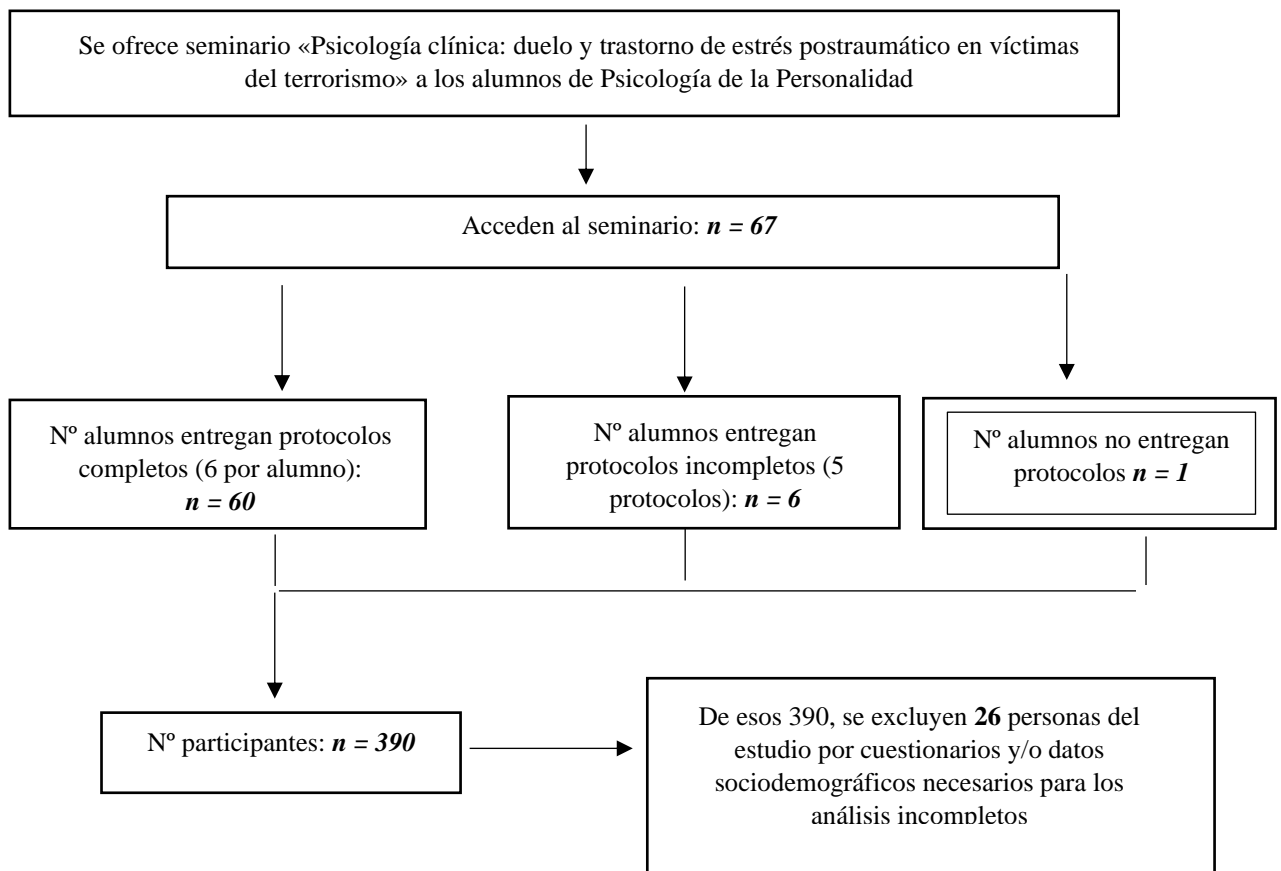 Se ofrece seminario «Psicología clínica: duelo y trastorno de estrés postraumático en víctimas
del terrorismo» a los alumnos de Psicología de la Personalidad
Acceden al seminario: n = 67
Nº alumnos entregan protocolos
completos (6 por alumno):
n = 60
Nº alumnos entregan
protocolos incompletos (5
protocolos): n = 6
Nº alumnos no entregan
protocolos n = 1
Nº participantes: n = 390
De esos 390, se excluyen 26 personas del
estudio por cuestionarios y/o datos
sociodemográficos necesarios para los
análisis incompletos